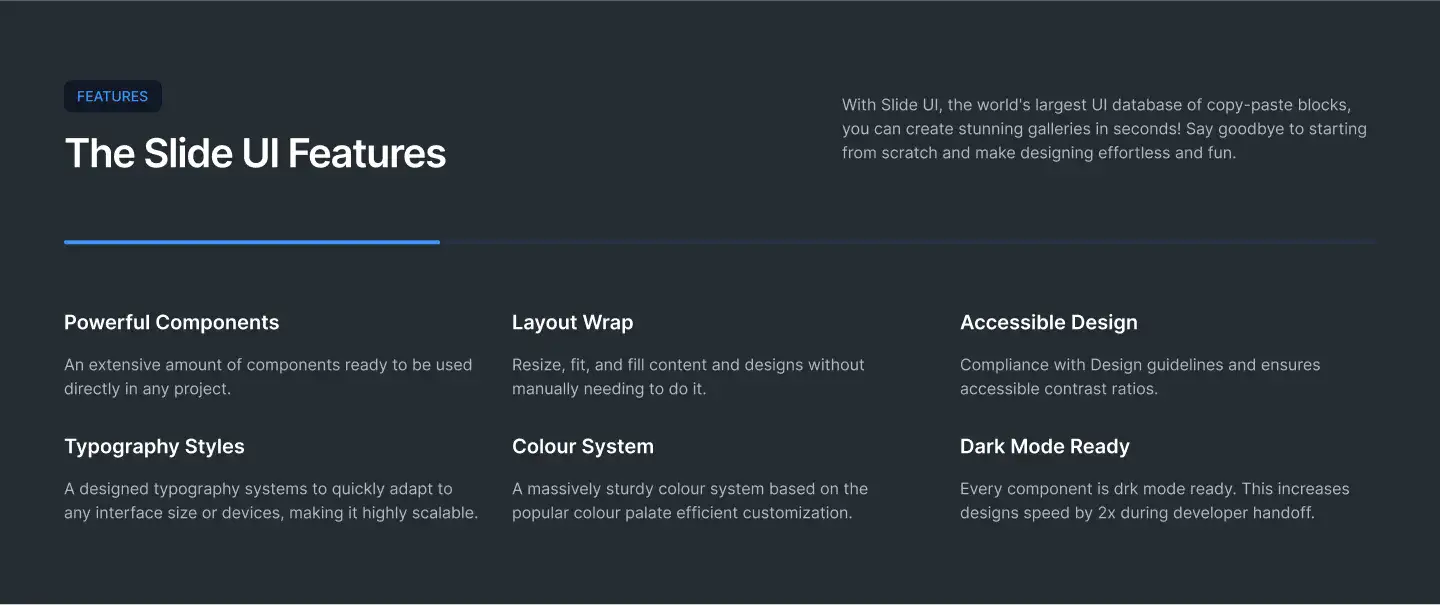 FEATURES
The Slide UI Features
With Slide UI, the world's largest UI database of copy-paste blocks,
you can create stunning galleries in seconds! Say goodbye to starting
from scratch and make designing effortless and fun.
Powerful Components
An extensive amount of components ready to be used
directly in any project.
Layout Wrap
Resize, fit, and fill content and designs without
manually needing to do it.
Accessible Design
Compliance with Design guidelines and ensures
accessible contrast ratios.
Typography Styles
A designed typography systems to quickly adapt to
any interface size or devices, making it highly scalable.
Colour System
A massively sturdy colour system based on the
popular colour palate efficient customization.
Dark Mode Ready
Every component is drk mode ready. This increases
designs speed by 2x during developer handoff.